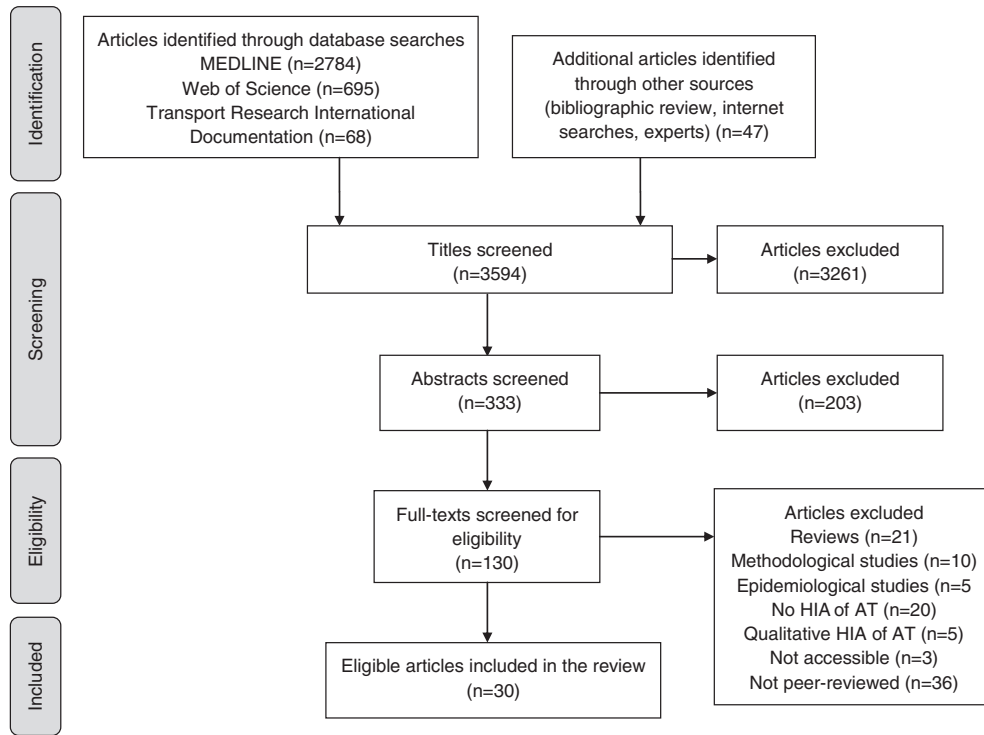 Identification
Articles identified through database searches
MEDLINE (n=2784)
Web of Science (n=695)
Transport Research International
Documentation (n=68)
Additional articles identified
through other sources
(bibliographic review, internet
searches, experts) (n=47)
Screening
Titles screened
(n=3594)
Articles excluded
(n=3261)
Abstracts screened
(n=333)
Articles excluded
(n=203)
Eligibility
Full-texts screened for
eligibility
(n=130)
Articles excluded
Reviews (n=21)
Methodological studies (n=10)
Epidemiological studies (n=5
No HIA of AT (n=20)
Qualitative HIA of AT (n=5)
Not accessible (n=3)
Not peer-reviewed (n=36)
Included
Eligible articles included in the review
(n=30)